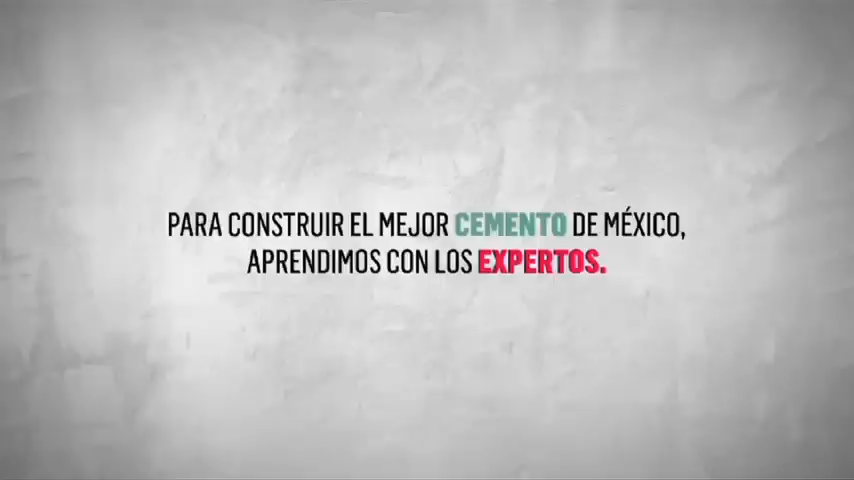 PARA CONSTRUIR EL MEJOR CEMENTO DE MÉXICO,
APRENDIMOS CON LOS EXPERTOS.